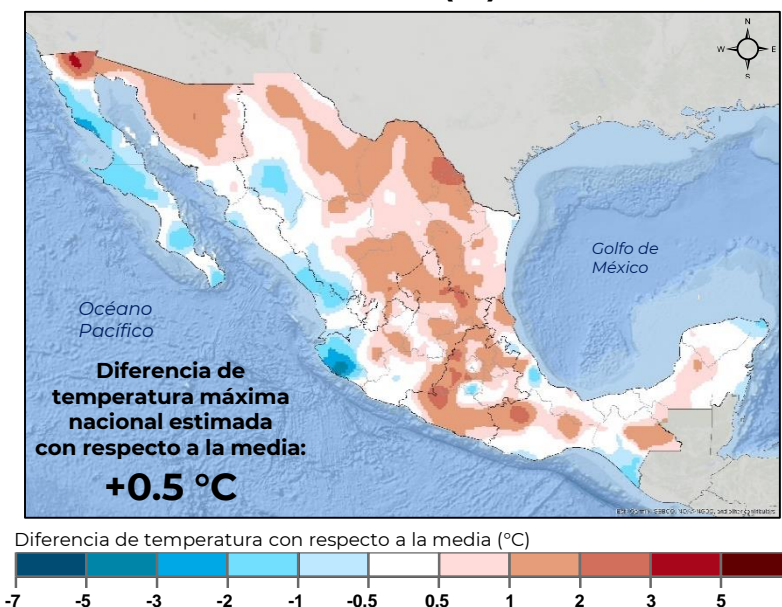 N
W
E
S
Golfo de
México
Océano
Pacífico
Diferencia de
temperatura máxima
nacional estimada
con respecto a la media:
+0.5 °C
Diferencia de temperatura con respecto a la media (°C)
-7 -5 -3 -2 -1 -0.5 0.5 1 2 3 5